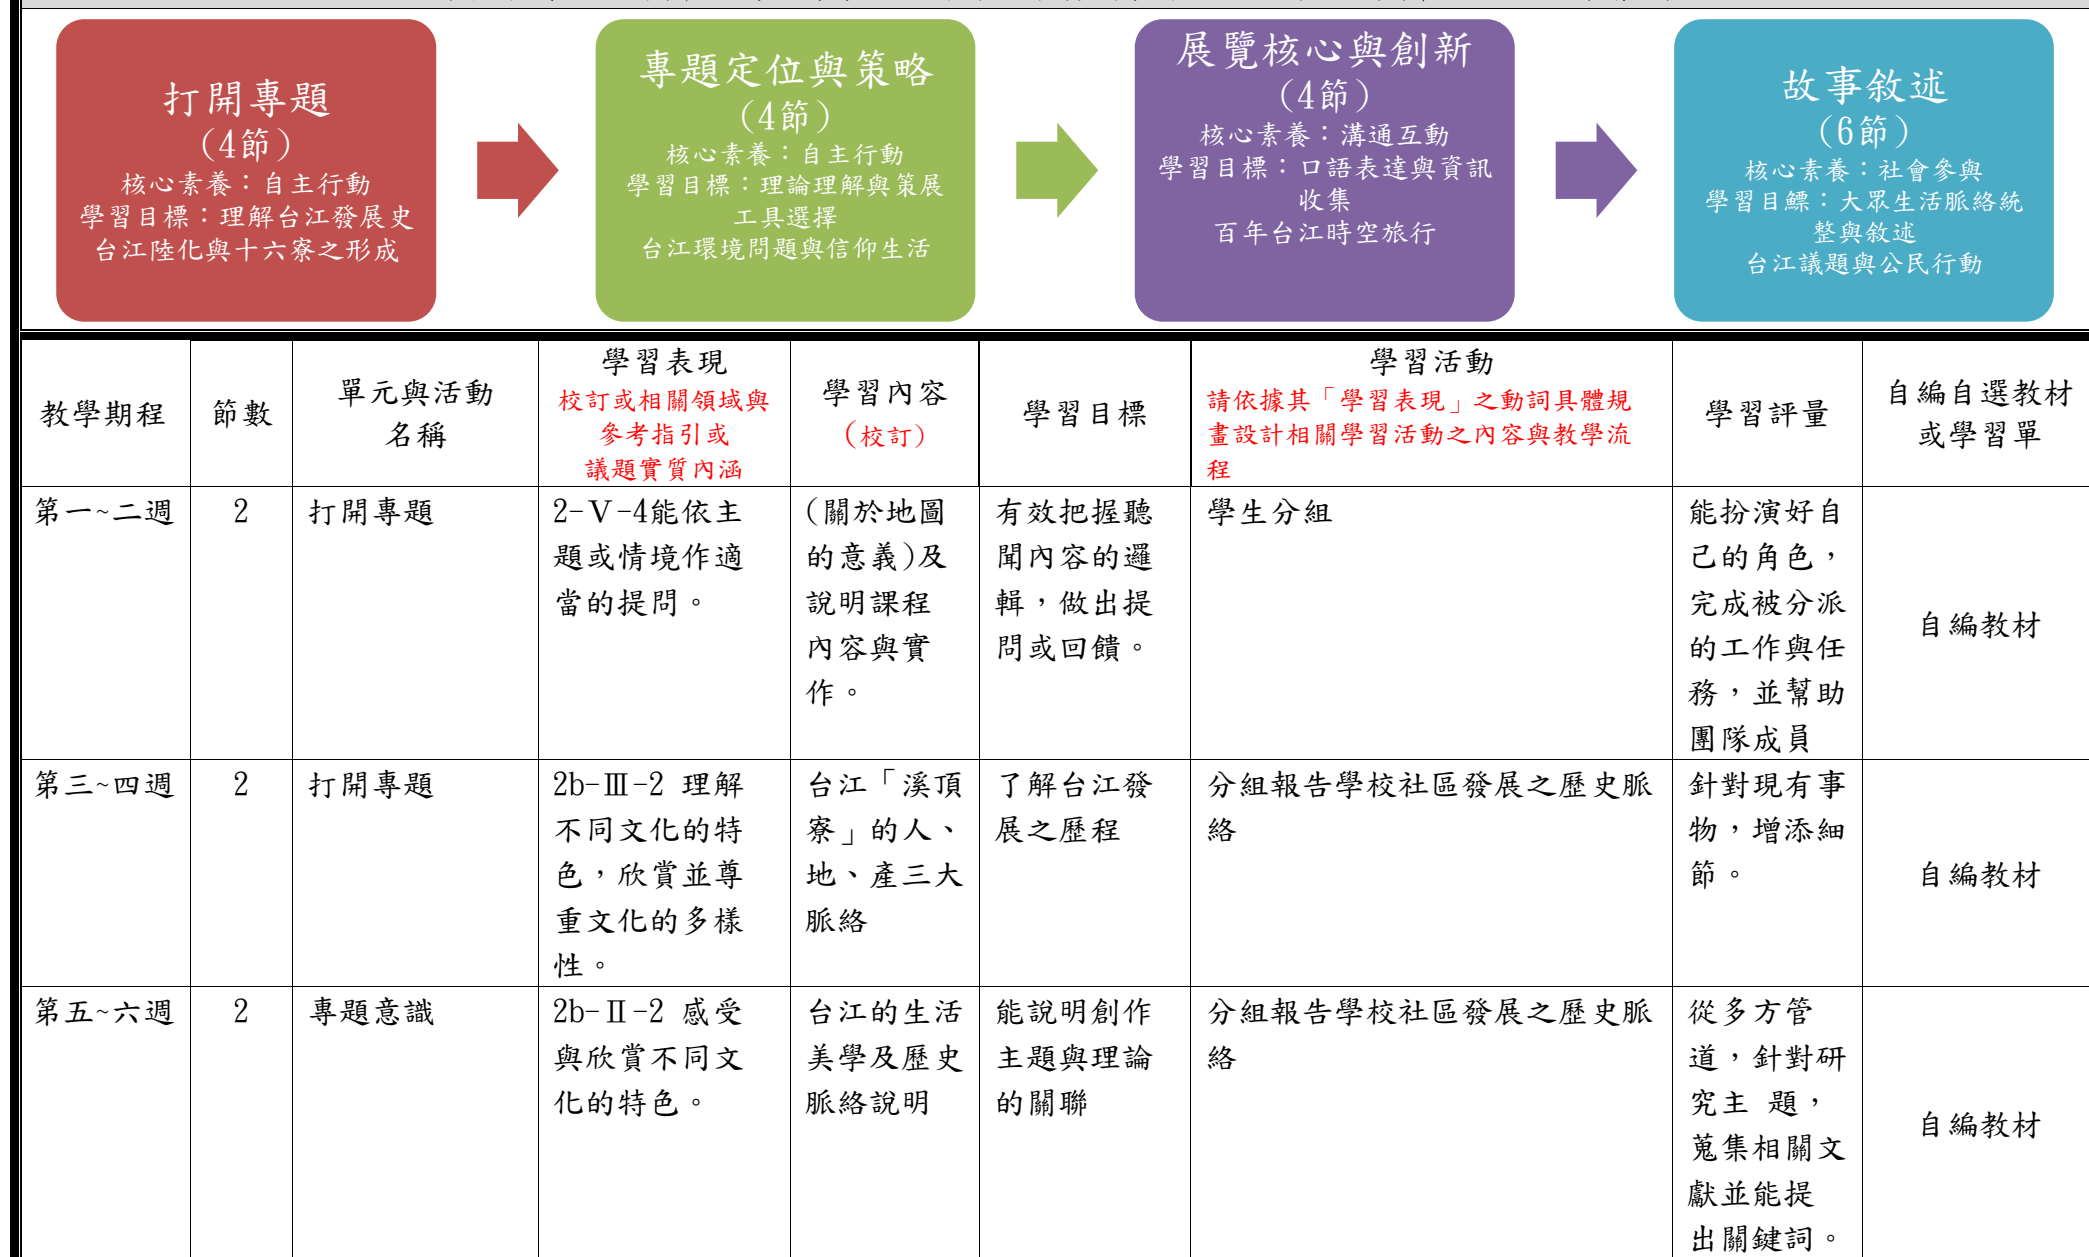 打開專題
(4節)
核心素養：自主行動
學習目標：理解台江發展史
台江陸化與十六寮之形成
專題定位與策略
(4節)
核心素養：自主行動
學習目標：理論理解與策展
工具選擇
台江環境問題與信仰生活
展覽核心與創新
(4節)
核心素養：溝通互動
學習目標：口語表達與資訊
收集
百年台江時空旅行
故事敘述
(6節)
核心素養：社會參與
學習目鏢：大眾生活脈絡統
整與敘述
台江議題與公民行動
教學期程
節數
單元與活動
名稱
學習表現
校訂或相關領域與
參考指引或
議題實質內涵
學習內容
(校訂)
學習目標
學習活動
請依據其「學習表現」之動詞具體規
畫設計相關學習活動之內容與教學流
程
學習評量
自編自選教材
或學習單
第一~二週
2
打開專題
2-Ⅴ-4能依主
題或情境作適
當的提問。
(關於地圖
的意義)及
說明課程
內容與實
作。
有效把握聽
聞內容的邏
輯，做出提
問或回饋。
學生分組
能扮演好自
己的角色，
完成被分派
的工作與任
務，並幫助
團隊成員
自編教材
第三~四週
2
打開專題
2b-Ⅲ-2 理解
不同文化的特
色，欣賞並尊
重文化的多樣
性。
台江「溪頂
寮」的人、
地、產三大
脈絡
了解台江發
展之歷程
分組報告學校社區發展之歷史脈
絡
針對現有事
物，增添細
節。
自編教材
第五~六週
2
專題意識
2b-Ⅱ-2 感受
與欣賞不同文
化的特色。
台江的生活
美學及歷史
脈絡說明
能說明創作
主題與理論
的關聯
分組報告學校社區發展之歷史脈
絡
從多方管
道，針對研
究主 題，
蒐集相關文
獻並能提
出關鍵詞。
自編教材